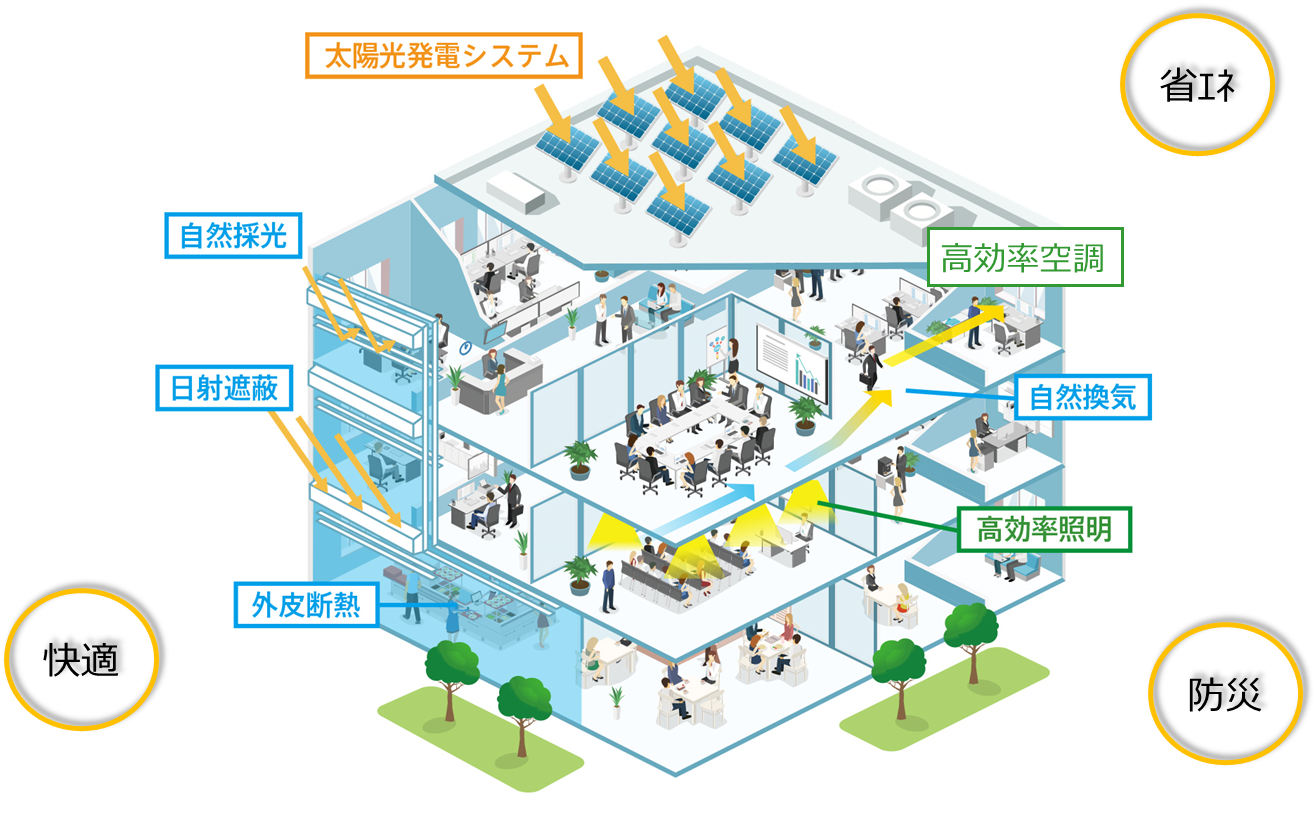 太陽光発電システム
省ｴﾈ
自然採光
高効率空調
日射遮蔽
自然換気
高効率照明
外皮断熱
快適
防災